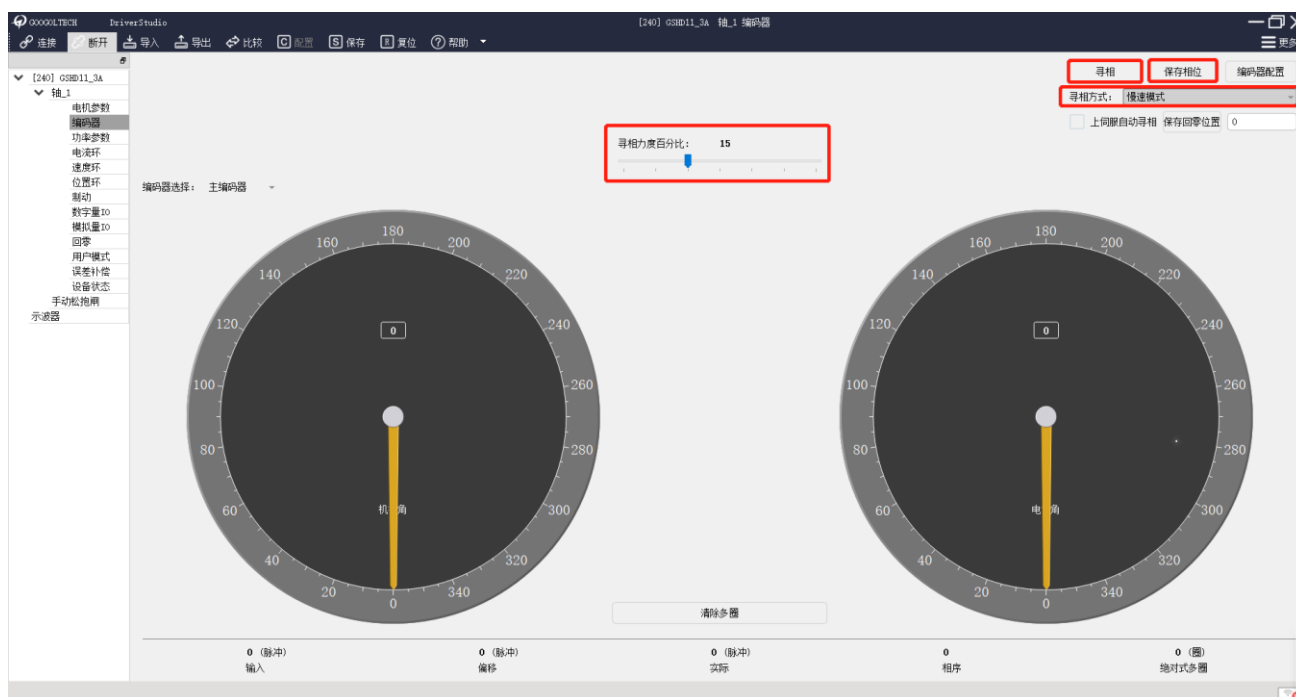 GOOGOLTECH DriverStudio [240] GSHD11_3A 轴_1 编码器
连接 断开 导入 导出 比较 C 配置 S 保存 R 复位 ? 帮助 更多
[240] GSHD11_3A
轴_1
电机参数
编码器
功率参数
电流环
速度环
位置环
制动
数字量IO
模拟量IO
回零
用户模式
误差补偿
设备状态
手动松抱闸
示波器
寻相 保存相位 编码器配置
寻相方式: 慢速模式
上伺服自动寻相 保存回零位置 0
寻相力度百分比: 15
编码器选择: 主编码器
0 20 40 60 80 100 120 140 160 180 200 220 240 260 280 300 320 340
0
机 角
0 20 40 60 80 100 120 140 160 180 200 220 240 260 280 300 320 340
0
电 角
清除多圈
0 (脉冲) 0 (脉冲) 0 (脉冲) 0 0 (圈)
输入 偏移 实际 相序 绝对式多圈